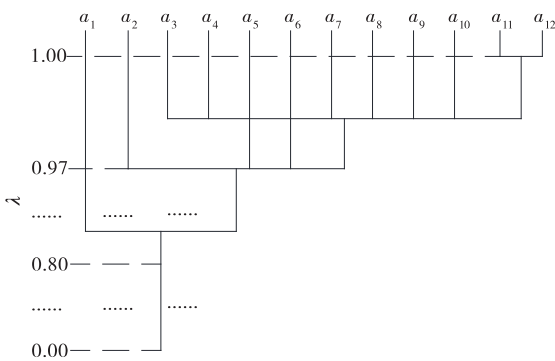 a₁ a₂ a₃ a₄ a₅ a₆ a₇ a₈ a₉ a₁₀ a₁₁ a₁₂
1.00
0.97
λ
...... ...... ......
0.80
...... ...... ......
0.00